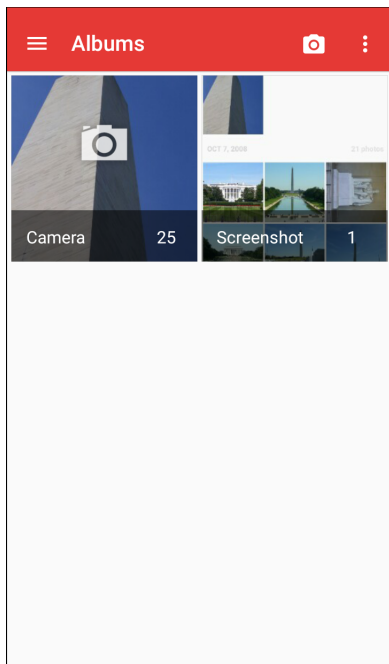 Albums
OCT 7, 2008
21 photos
Camera 25
Screenshot 1